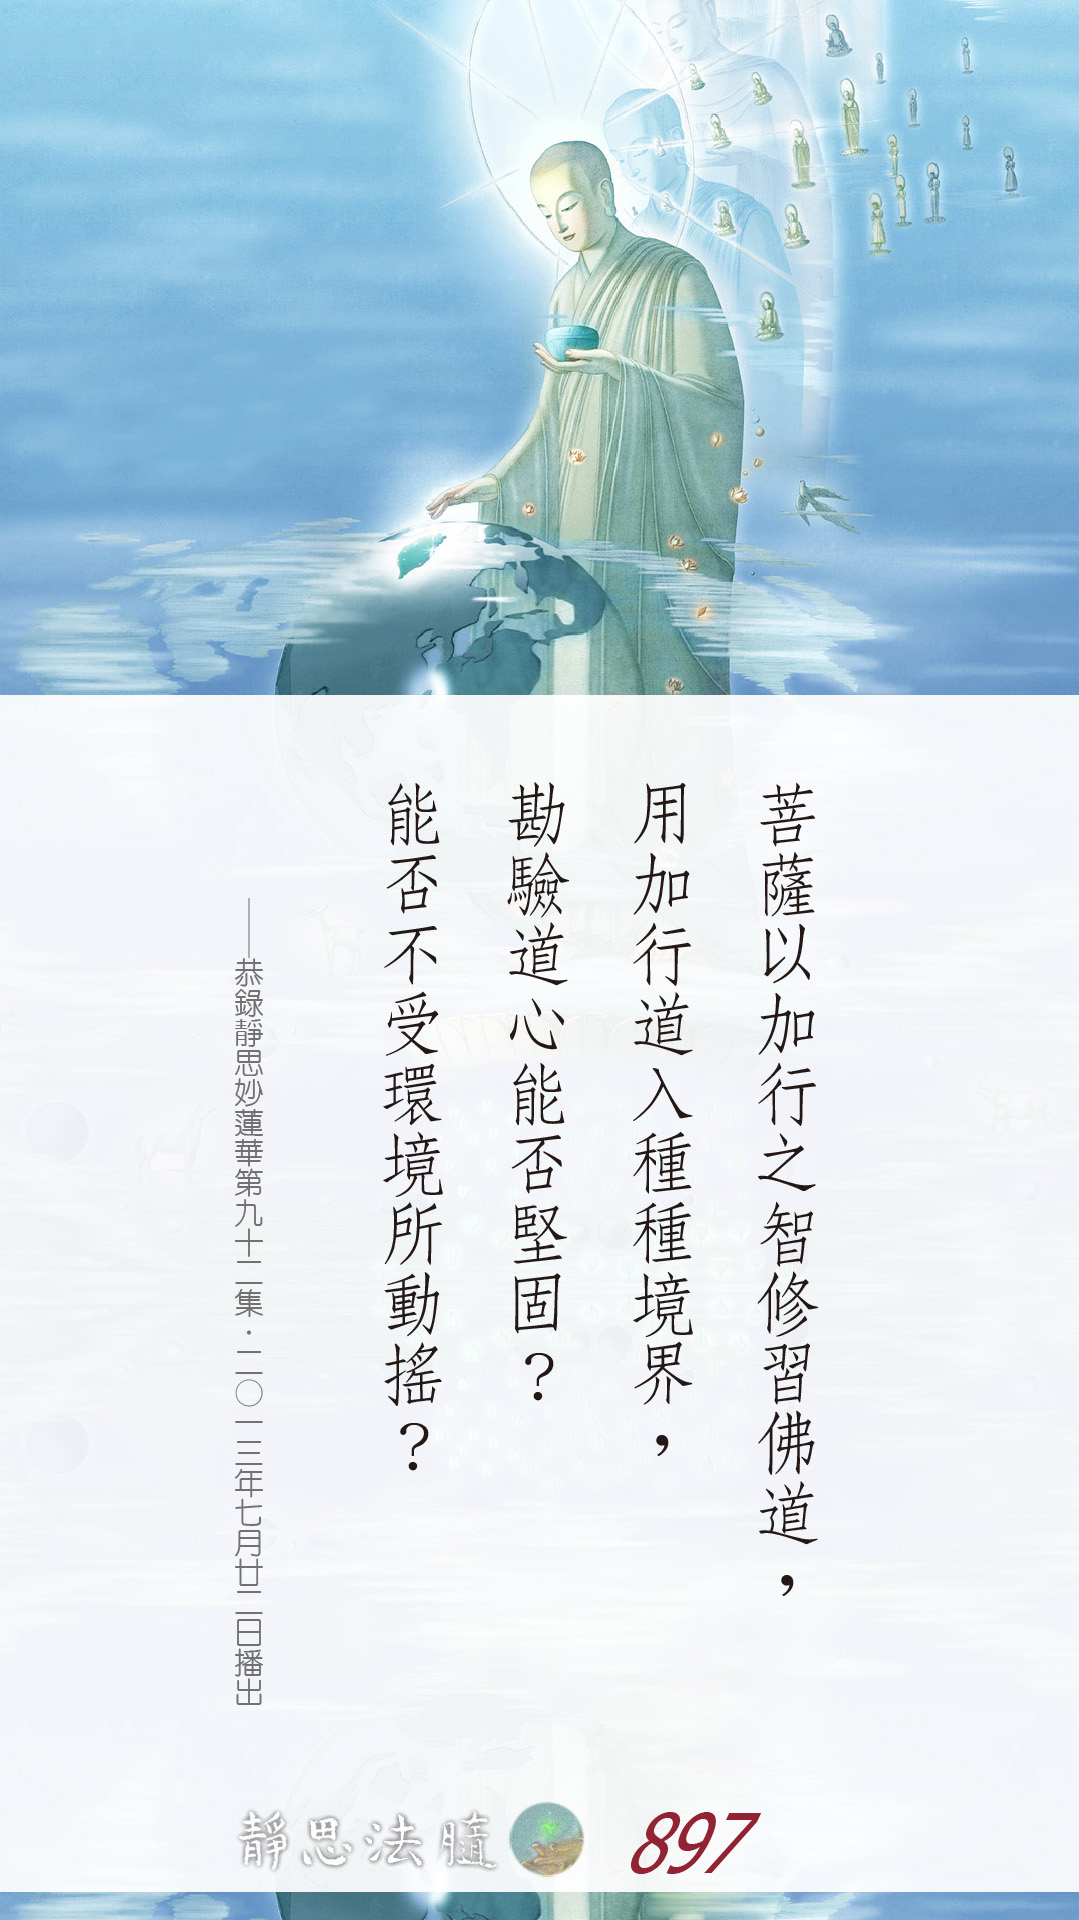 菩薩以加行之智修習佛道，
用加行道入種種境界，
勘驗道心能否堅固？
能否不受環境所動搖？
——恭錄靜思妙蓮華第九十二集·二〇一三年七月廿二日播出
靜思法髓
897